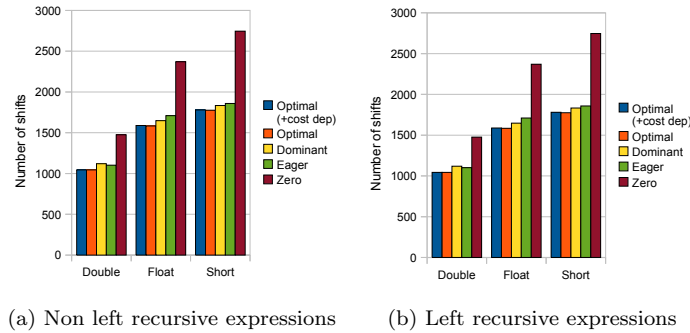 3000
2500
2000
1500
1000
500
0
Number of shifts
Double
Float
Short
Optimal
(+cost dep)
Optimal
Dominant
Eager
Zero
(a) Non left recursive expressions
3000
2500
2000
1500
1000
500
0
Number of shifts
Double
Float
Short
Optimal
(+cost dep)
Optimal
Dominant
Eager
Zero
(b) Left recursive expressions